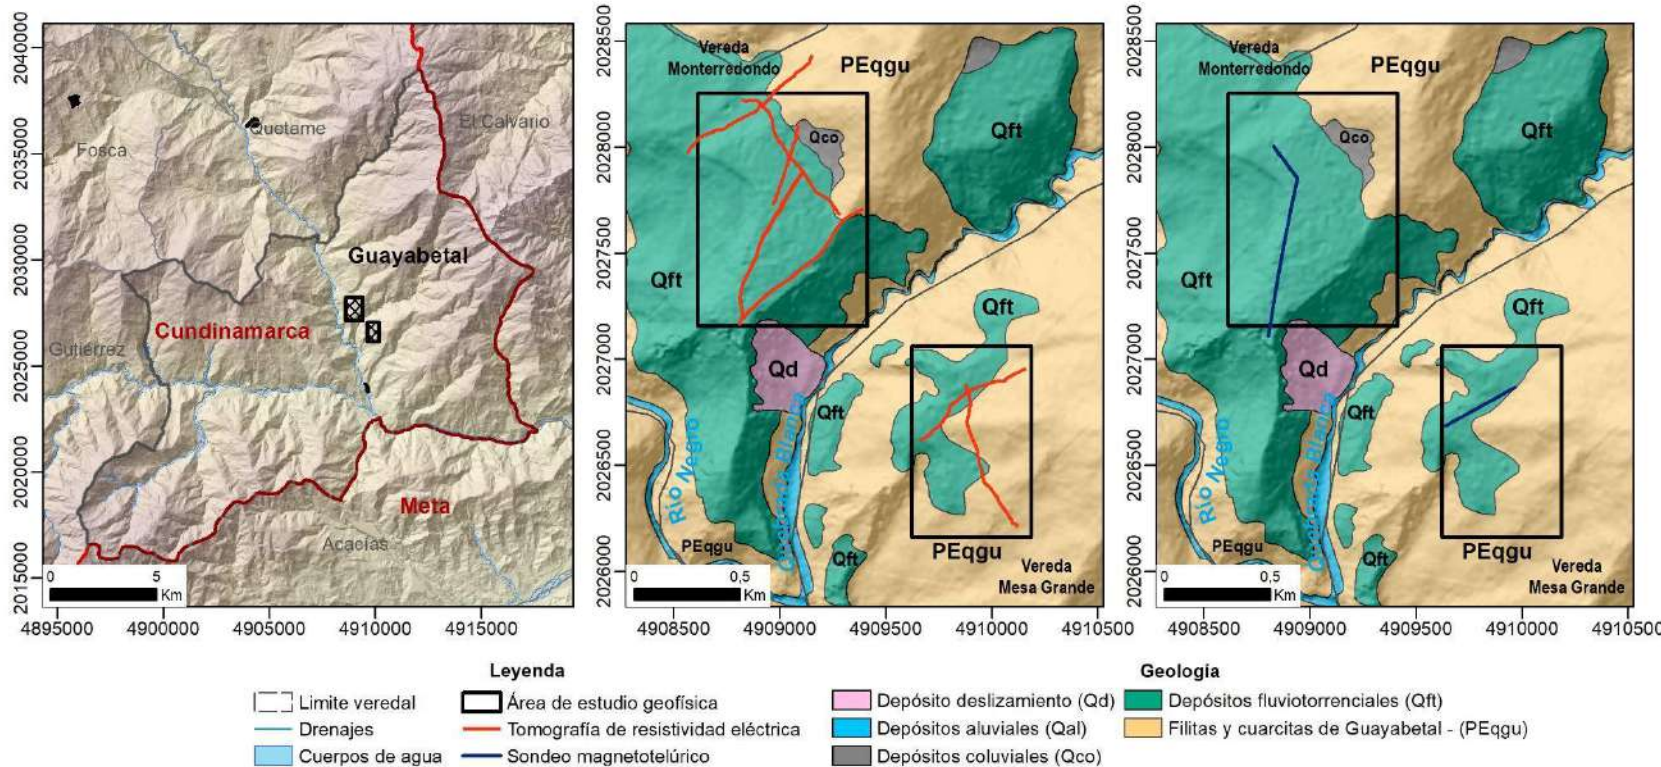 2040000
2035000
2030000
2025000
2020000
2015000
Fosca
Quetame
El Calvario
Guayabetal
Cundinamarca
Gutiérrez
Meta
Acacías
0 5
Km
4895000 4900000 4905000 4910000 4915000
2028500
2028000
2027500
2027000
2026500
2026000
Vereda
Monterredondo
PEqgu
Qft
Qco
Qft
Qft
Qd
Qft
Río Negro
Quebrada Blanca
PEqgu
Qft
PEqgu
Vereda
Mesa Grande
0 0,5
Km
4908500 4909000 4909500 4910000 4910500
2028500
2028000
2027500
2027000
2026500
2026000
Vereda
Monterredondo
PEqgu
Qft
Qco
Qft
Qft
Qd
Qft
Río Negro
Quebrada Blanca
PEqgu
Qft
PEqgu
Vereda
Mesa Grande
0 0,5
Km
4908500 4909000 4909500 4910000 4910500
Leyenda
Limite veredal
Drenajes
Cuerpos de agua
Área de estudio geofísica
Tomografía de resistividad eléctrica
Sondeo magnetotelúrico
Geología
Depósito deslizamiento (Qd)
Depósitos aluviales (Qal)
Depósitos coluviales (Qco)
Depósitos fluviotorrenciales (Qft)
Filitas y cuarcitas de Guayabetal - (PEqgu)